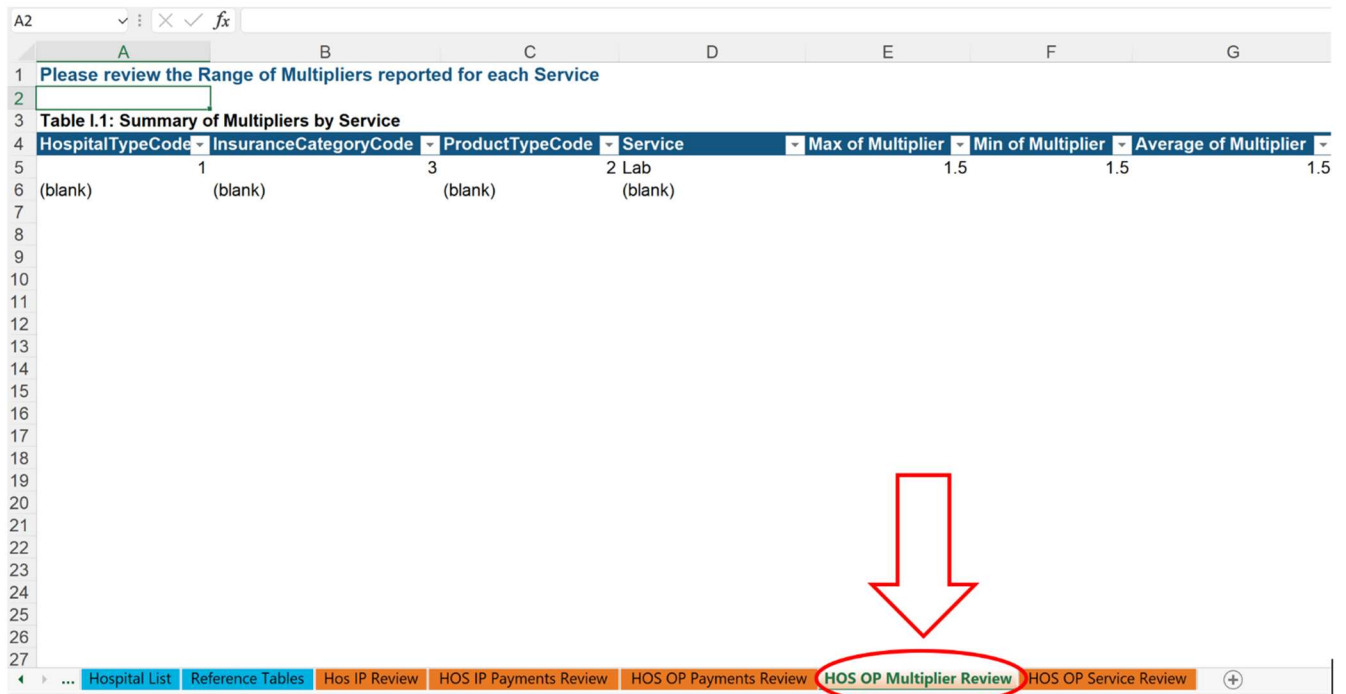 A2 fx
A B C D E F G
1 Please review the Range of Multipliers reported for each Service
2
3 Table I.1: Summary of Multipliers by Service
4 HospitalTypeCode InsuranceCategoryCode ProductTypeCode Service Max of Multiplier Min of Multiplier Average of Multiplier
5 1 3 2 Lab 1.5 1.5 1.5
6 (blank) (blank) (blank) (blank)
7
8
9
10
11
12
13
14
15
16
17
18
19
20
21
22
23
24
25
26
27
... Hospital List Reference Tables Hos IP Review HOS IP Payments Review HOS OP Payments Review HOS OP Multiplier Review HOS OP Service Review